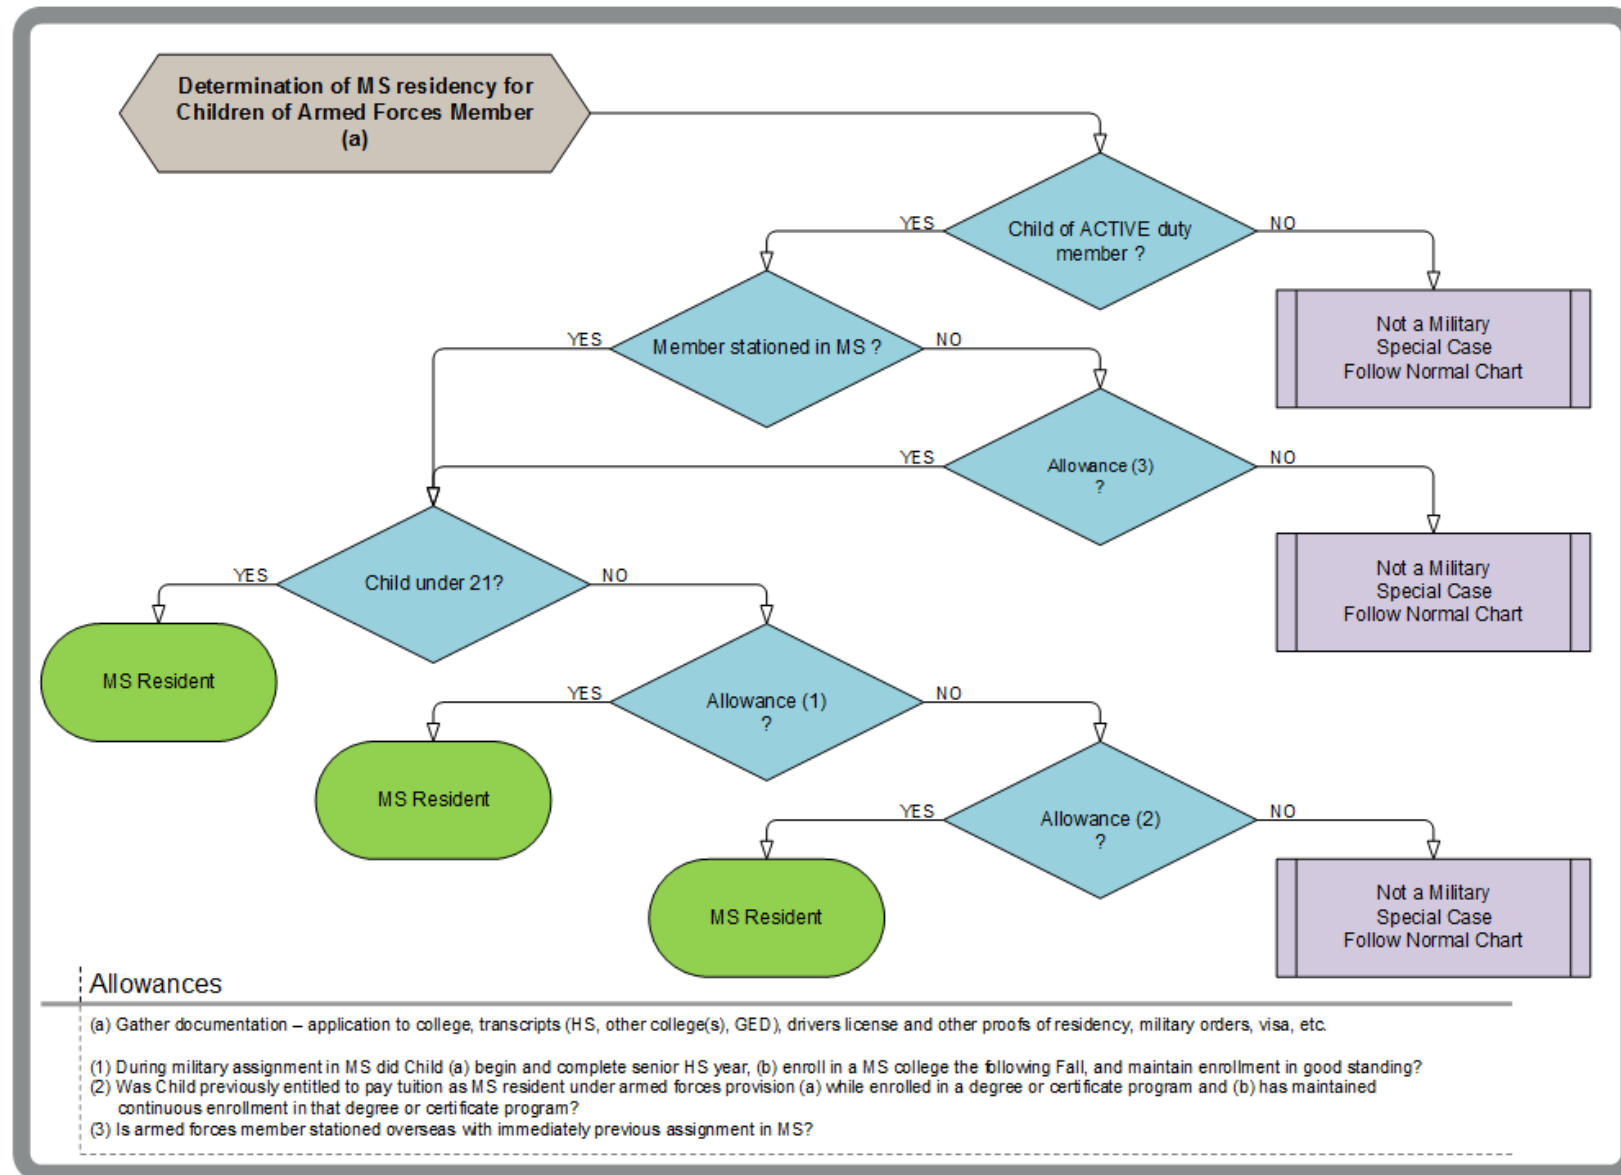 Determination of MS residency for
Children of Armed Forces Member
(a)
YES
Child of ACTIVE duty
member ?
NO
Not a Military
Special Case
Follow Normal Chart
YES
Member stationed in MS ?
NO
YES
Allowance (3)
?
NO
Not a Military
Special Case
Follow Normal Chart
YES
Child under 21?
NO
MS Resident
YES
Allowance (1)
?
NO
MS Resident
YES
Allowance (2)
?
NO
MS Resident
Not a Military
Special Case
Follow Normal Chart
Allowances
(a) Gather documentation – application to college, transcripts (HS, other college(s), GED), drivers license and other proofs of residency, military orders, visa, etc.
(1) During military assignment in MS did Child (a) begin and complete senior HS year, (b) enroll in a MS college the following Fall, and maintain enrollment in good standing?
(2) Was Child previously entitled to pay tuition as MS resident under armed forces provision (a) while enrolled in a degree or certificate program and (b) has maintained
continuous enrollment in that degree or certificate program?
(3) Is armed forces member stationed overseas with immediately previous assignment in MS?